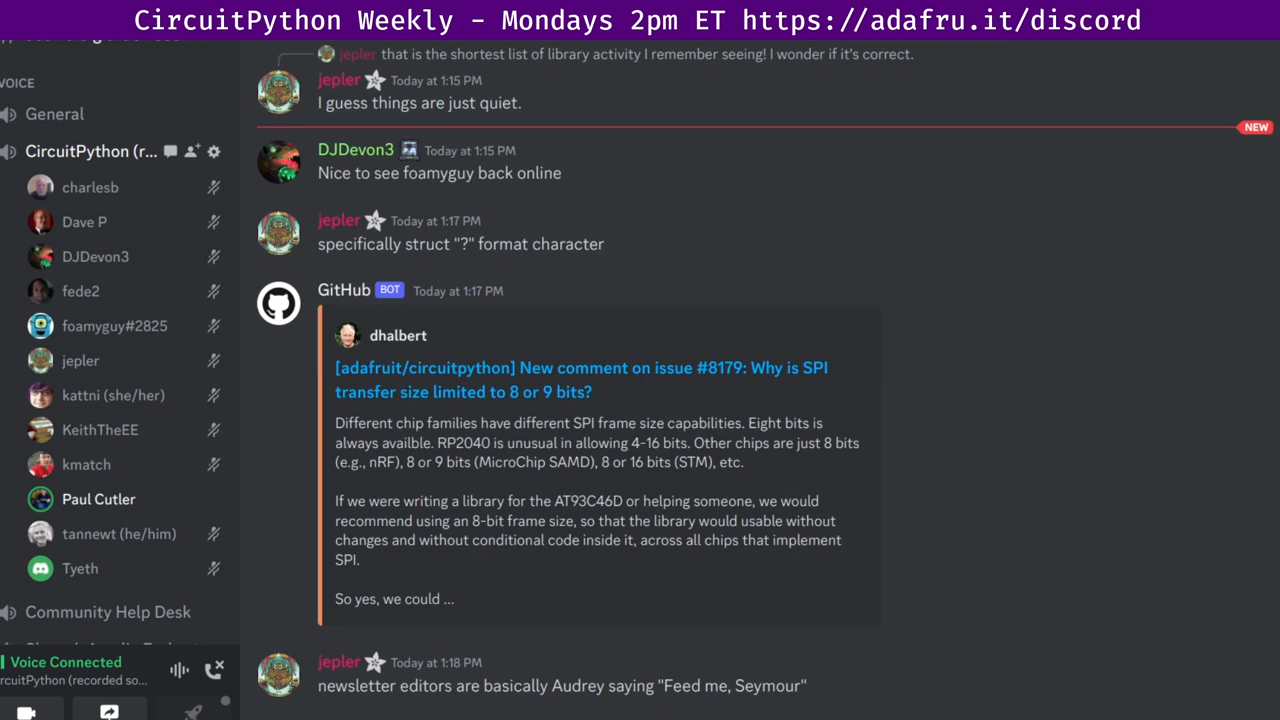 CircuitPython Weekly - Mondays 2pm ET https://adafru.it/discord
VOICE
General
CircuitPython (r...
charlesb
Dave P
DJDevon3
fede2
foamyguy#2825
jepler
kattni (she/her)
KeithTheEE
kmatch
Paul Cutler
tannewt (he/him)
Tyeth
Community Help Desk
Voice Connected
rcuitPython (recorded so...
jepler that is the shortest list of library activity I remember seeing! I wonder if it's correct.
jepler Today at 1:15 PM
I guess things are just quiet.
NEW
DJDevon3 Today at 1:15 PM
Nice to see foamyguy back online
jepler Today at 1:17 PM
specifically struct "?" format character
GitHub BOT Today at 1:17 PM
dhalbert
[adafruit/circuitpython] New comment on issue #8179: Why is SPI
transfer size limited to 8 or 9 bits?
Different chip families have different SPI frame size capabilities. Eight bits is
always availble. RP2040 is unusual in allowing 4-16 bits. Other chips are just 8 bits
(e.g., nRF), 8 or 9 bits (MicroChip SAMD), 8 or 16 bits (STM), etc.
If we were writing a library for the AT93C46D or helping someone, we would
recommend using an 8-bit frame size, so that the library would usable without
changes and without conditional code inside it, across all chips that implement
SPI.
So yes, we could ...
jepler Today at 1:18 PM
newsletter editors are basically Audrey saying "Feed me, Seymour"